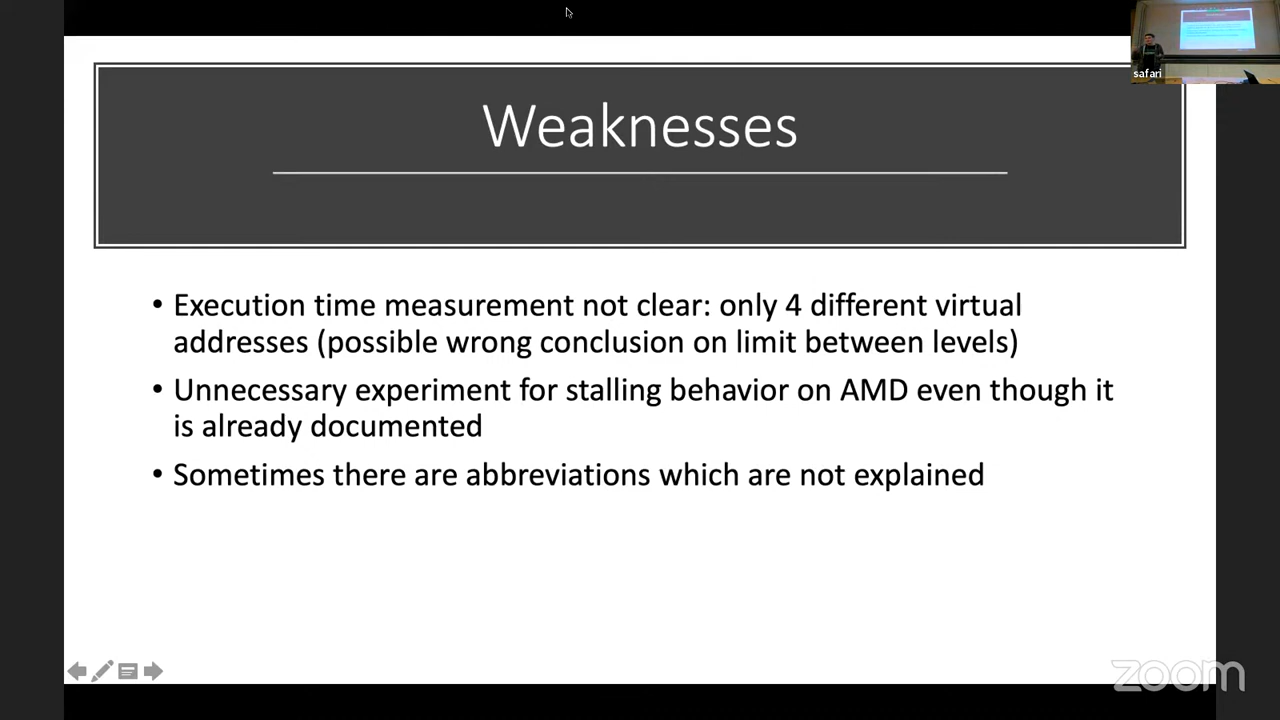 safari
Weaknesses
• Execution time measurement not clear: only 4 different virtual
addresses (possible wrong conclusion on limit between levels)
• Unnecessary experiment for stalling behavior on AMD even though it
is already documented
• Sometimes there are abbreviations which are not explained
zoom